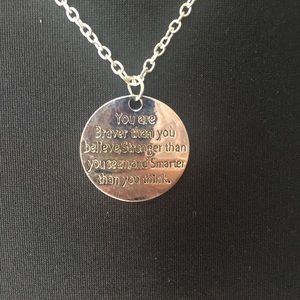 You are
Braver than you
believe,Stronger than
you seem,and Smarter
than you think.